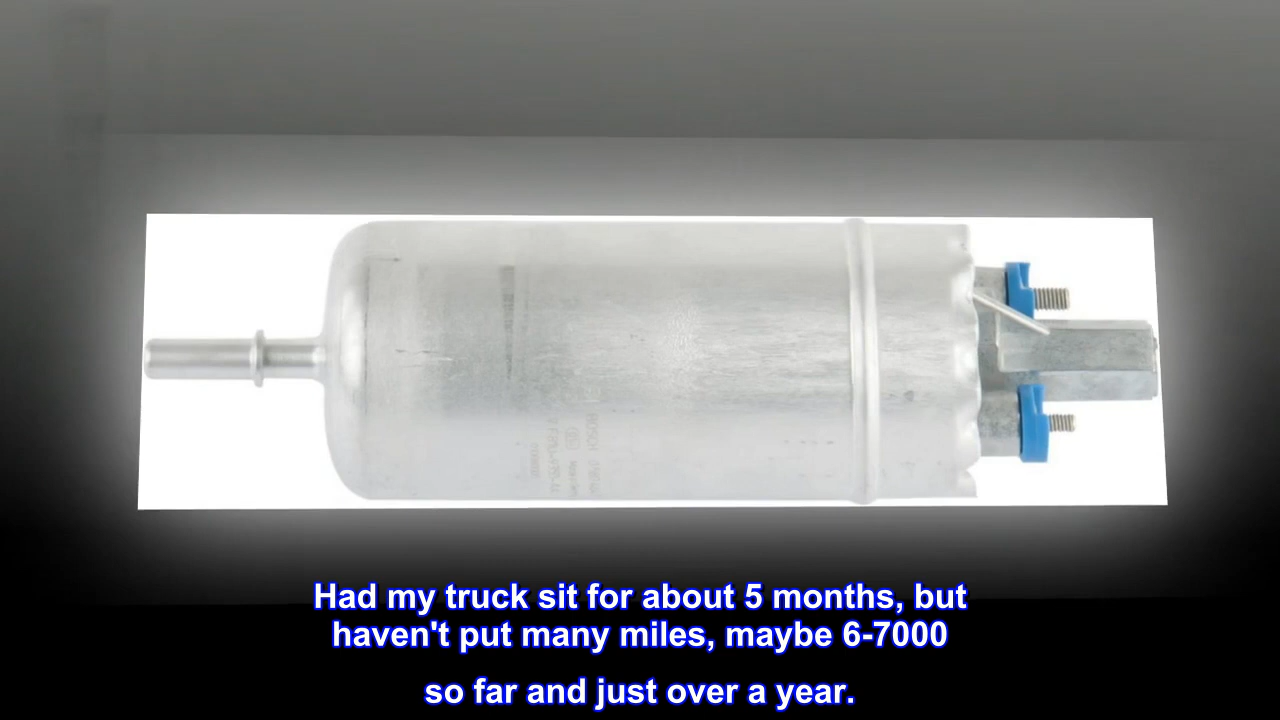 BOSCH
Had my truck sit for about 5 months, but
haven't put many miles, maybe 6-7000
so far and just over a year.